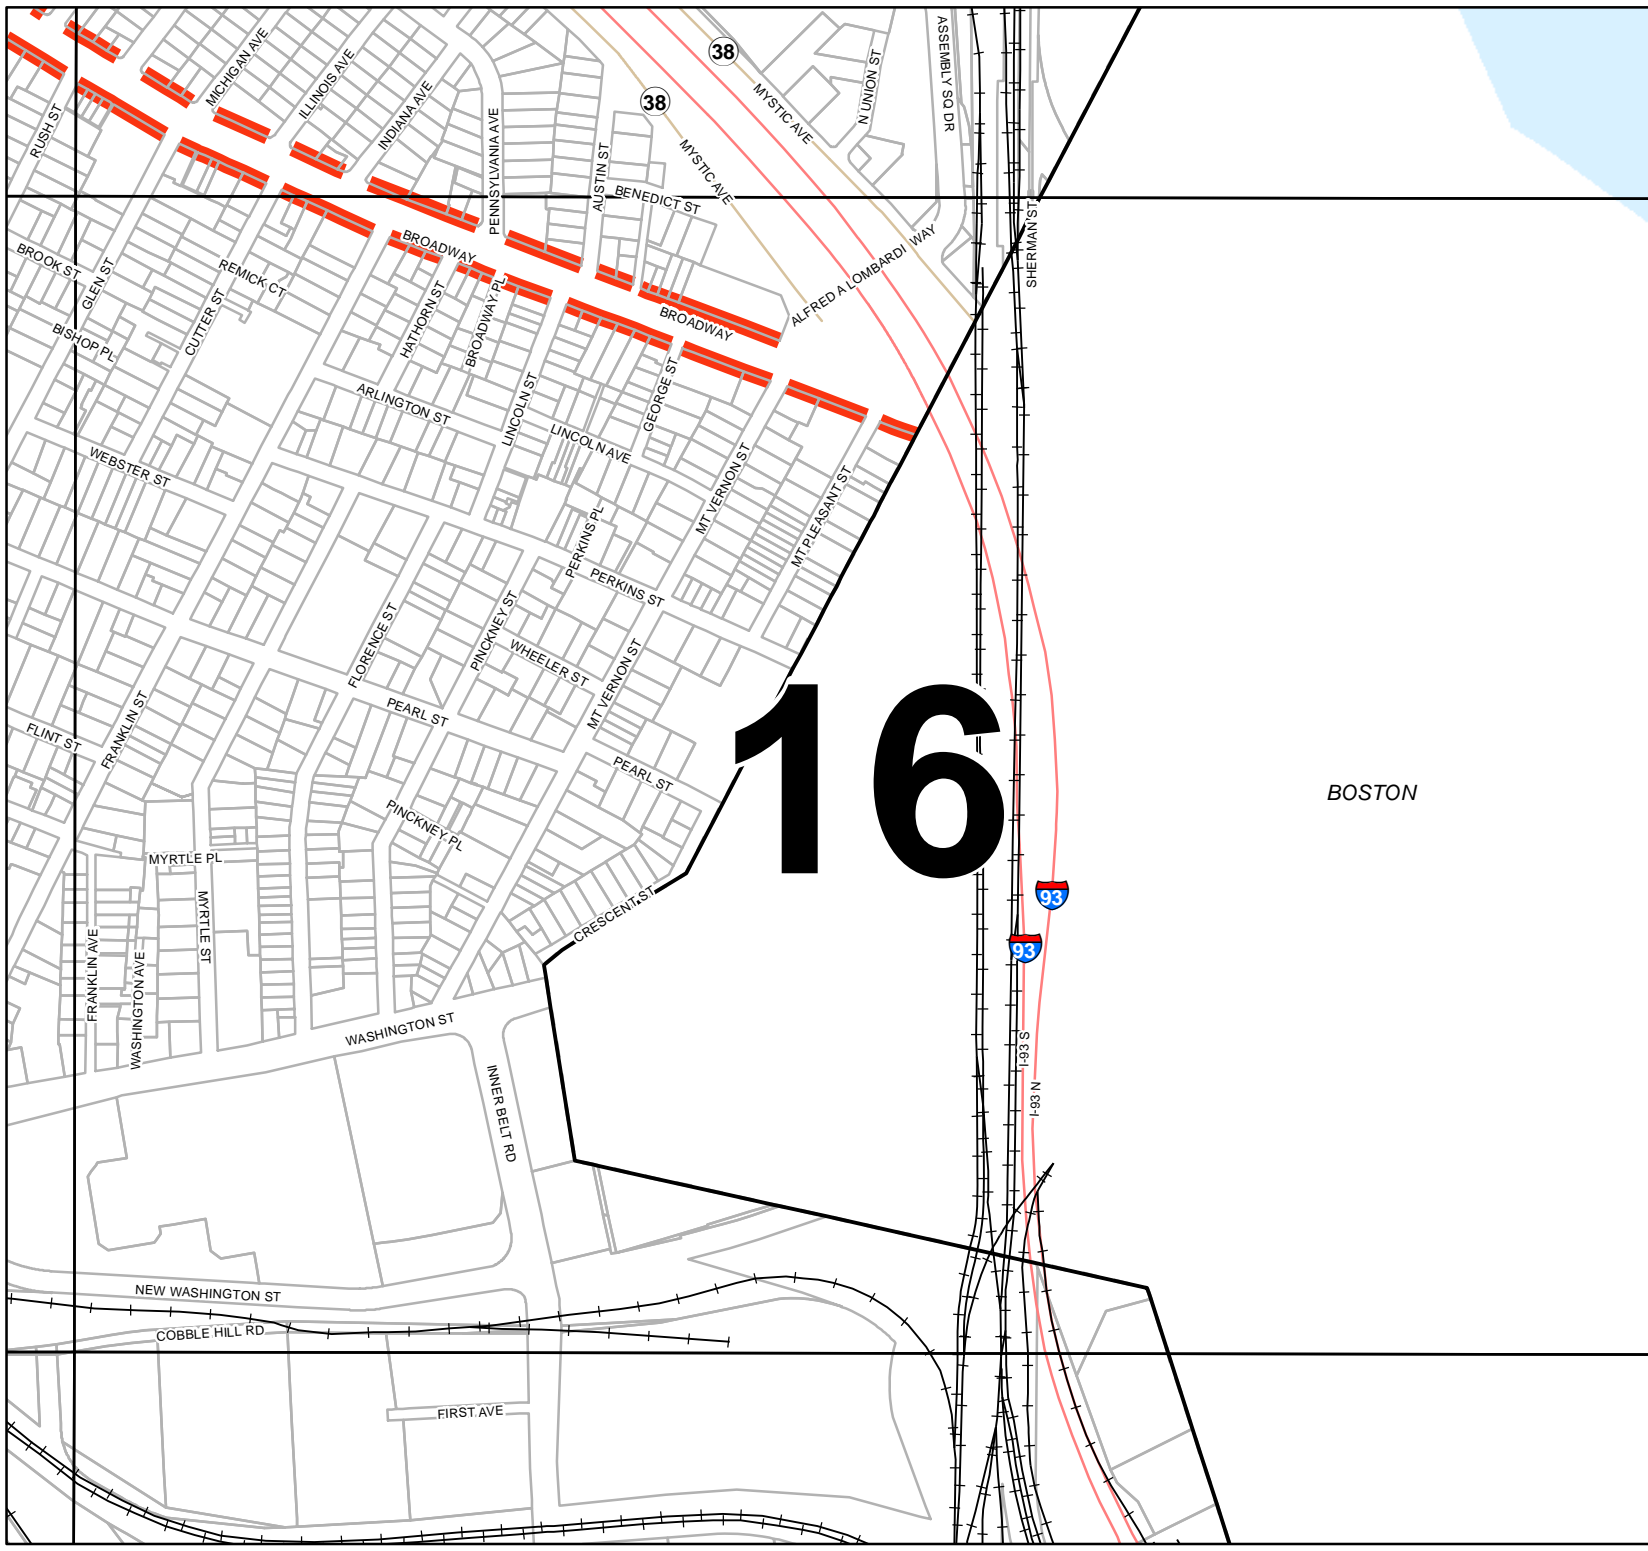 38
38
MICHIGAN AVE
ILLINOIS AVE
INDIANA AVE
PENNSYLVANIA AVE
AUSTIN ST
BENEDICT ST
MYSTIC AVE
MYSTIC AVE
N UNION ST
ASSEMBLY SQ DR
SHERMAN ST
ALFRED A LOMBARDI WAY
RUSH ST
BROADWAY
BROADWAY
BROOK ST
GLEN ST
REMICK CT
CUTTER ST
BISHOP PL
HATHORN ST
BROADWAY PL
GEORGE ST
ARLINGTON ST
LINCOLN ST
LINCOLN AVE
WEBSTER ST
MT VERNON ST
MT PLEASANT ST
PERKINS PL
PERKINS ST
FLORENCE ST
PINCKNEY ST
WHEELER ST
MT VERNON ST
FRANKLIN ST
FLINT ST
PEARL ST
PEARL ST
16
BOSTON
PINCKNEY PL
MYRTLE PL
MYRTLE ST
CRESCENT ST
93
93
FRANKLIN AVE
WASHINGTON AVE
WASHINGTON ST
I-93 S
I-93 N
INNER BELT RD
NEW WASHINGTON ST
COBBLE HILL RD
FIRST AVE